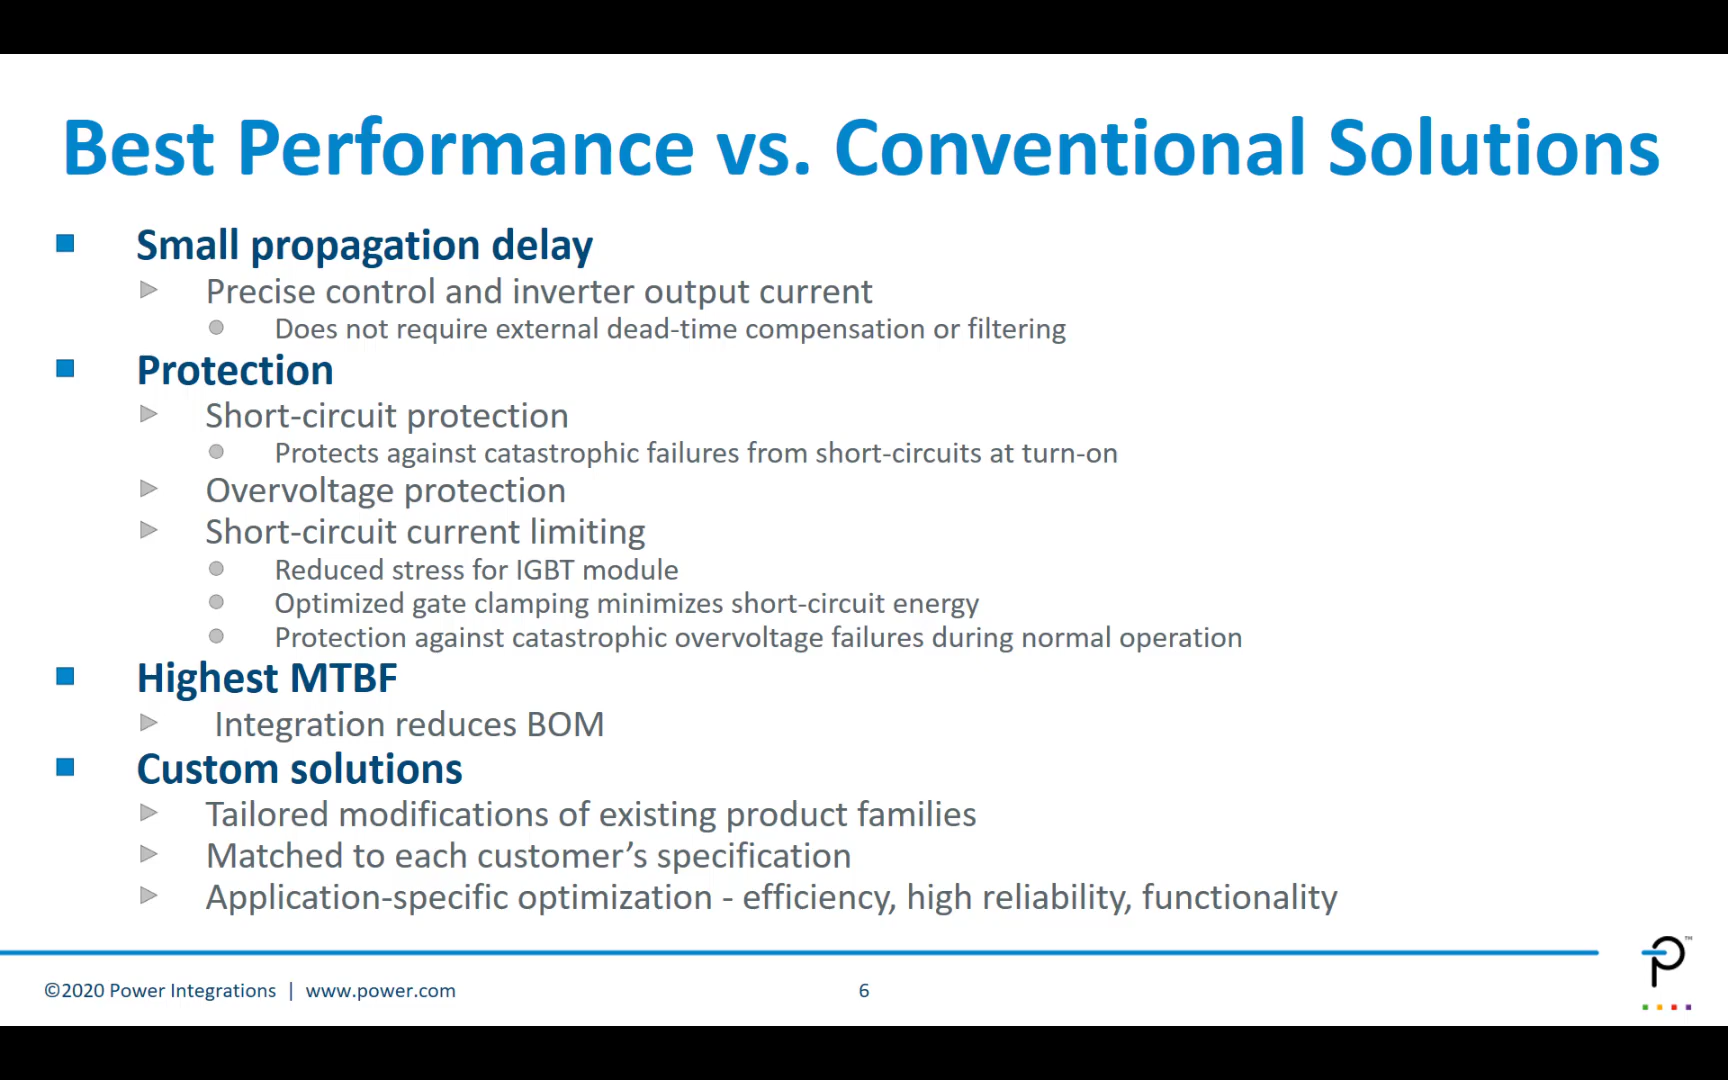 Best Performance vs. Conventional Solutions
Small propagation delay
Precise control and inverter output current
Does not require external dead-time compensation or filtering
Protection
Short-circuit protection
Protects against catastrophic failures from short-circuits at turn-on
Overvoltage protection
Short-circuit current limiting
Reduced stress for IGBT module
Optimized gate clamping minimizes short-circuit energy
Protection against catastrophic overvoltage failures during normal operation
Highest MTBF
Integration reduces BOM
Custom solutions
Tailored modifications of existing product families
Matched to each customer’s specification
Application-specific optimization - efficiency, high reliability, functionality
©2020 Power Integrations | www.power.com
6
TM